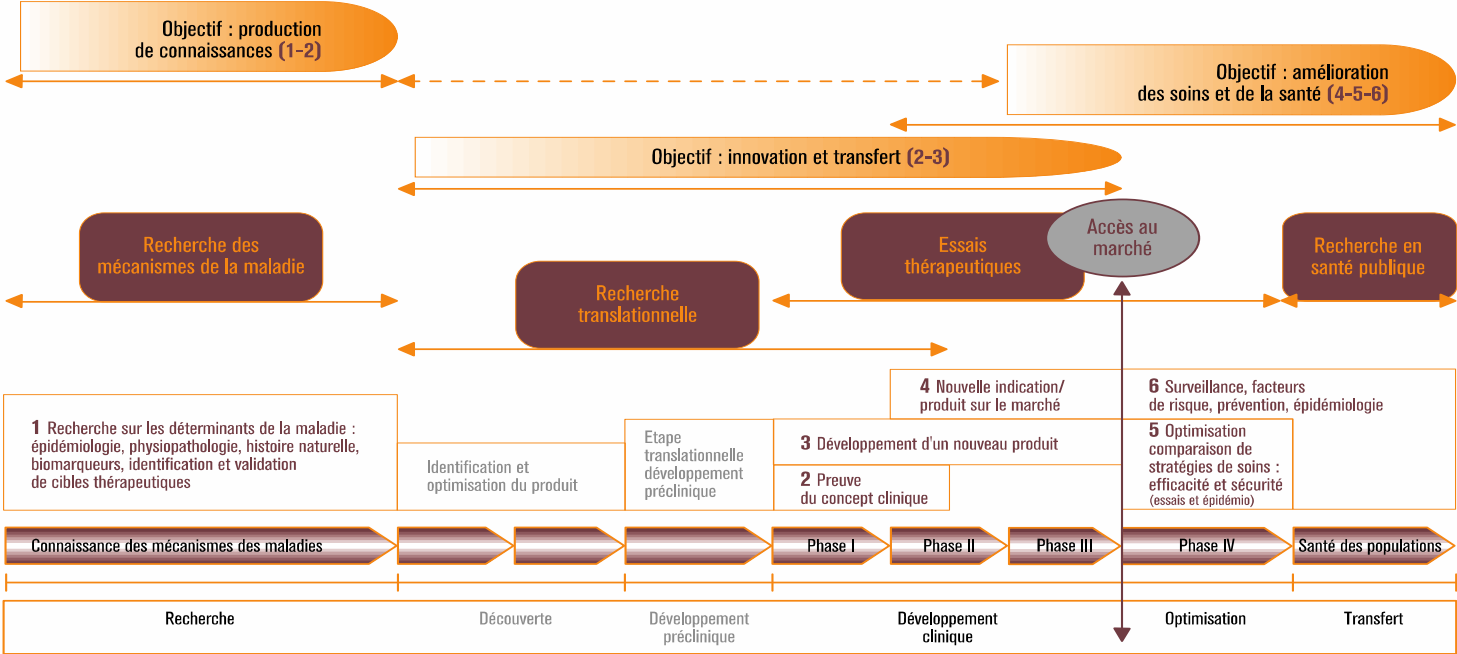 Objectif : production
de connaissances (1-2)
Objectif : amélioration
des soins et de la santé (4-5-6)
Objectif : innovation et transfert (2-3)
Recherche des
mécanismes de la maladie
Recherche
translationnelle
Essais
thérapeutiques
Accès au
marché
Recherche en
santé publique
1 Recherche sur les déterminants de la maladie :
épidémiologie, physiopathologie, histoire naturelle,
biomarqueurs, identification et validation
de cibles thérapeutiques
Identification et
optimisation du produit
Etape
translationnelle
développement
préclinique
4 Nouvelle indication/
produit sur le marché
3 Développement d'un nouveau produit
2 Preuve
du concept clinique
6 Surveillance, facteurs
de risque, prévention, épidémiologie
5 Optimisation
comparaison de
stratégies de soins :
efficacité et sécurité
(essais et épidémio)
Connaissance des mécanismes des maladies
Phase I
Phase II
Phase III
Phase IV
Santé des populations
Recherche
Découverte
Développement
préclinique
Développement
clinique
Optimisation
Transfert